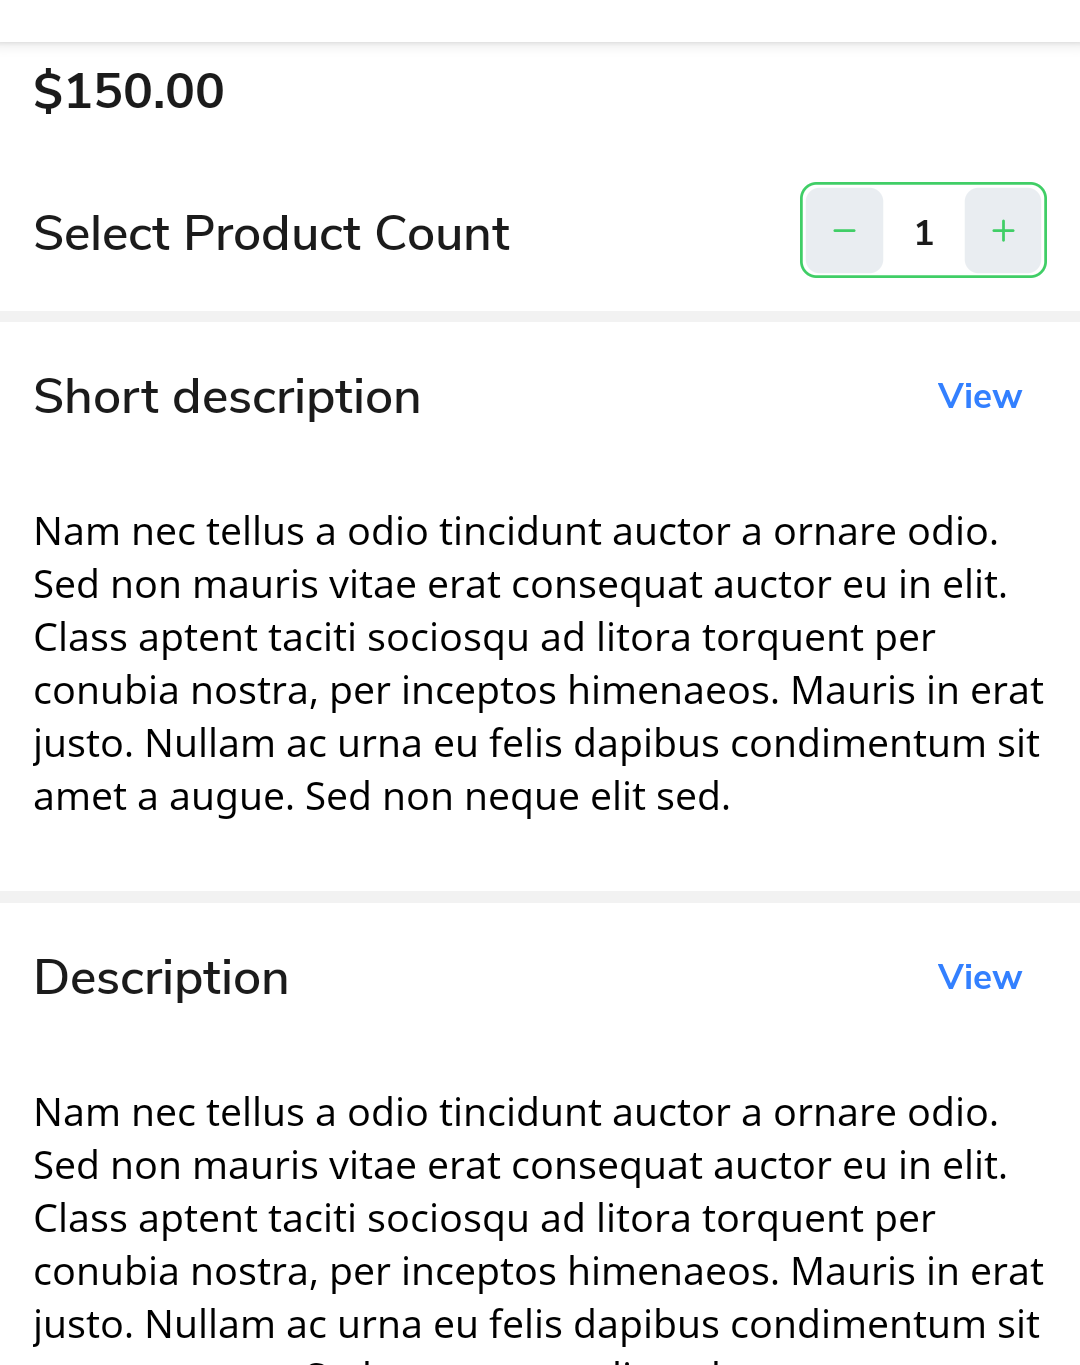 $150.00
Select Product Count
− 1 +
Short description
View
Nam nec tellus a odio tincidunt auctor a ornare odio.
Sed non mauris vitae erat consequat auctor eu in elit.
Class aptent taciti sociosqu ad litora torquent per
conubia nostra, per inceptos himenaeos. Mauris in erat
justo. Nullam ac urna eu felis dapibus condimentum sit
amet a augue. Sed non neque elit sed.
Description
View
Nam nec tellus a odio tincidunt auctor a ornare odio.
Sed non mauris vitae erat consequat auctor eu in elit.
Class aptent taciti sociosqu ad litora torquent per
conubia nostra, per inceptos himenaeos. Mauris in erat
justo. Nullam ac urna eu felis dapibus condimentum sit